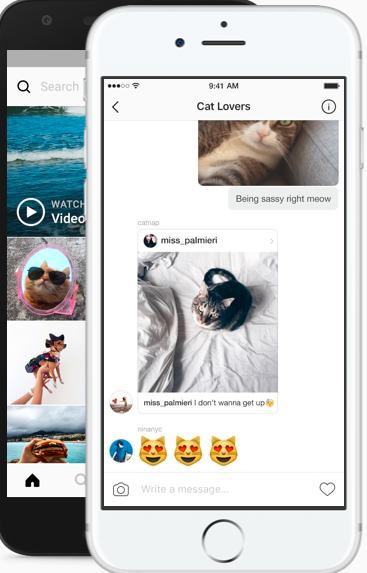 Search
WATCH
Video
9:41 AM
Cat Lovers
Being sassy right meow
catnap
miss_palmieri
miss_palmieri I don't wanna get up
ninanyc
Write a message...